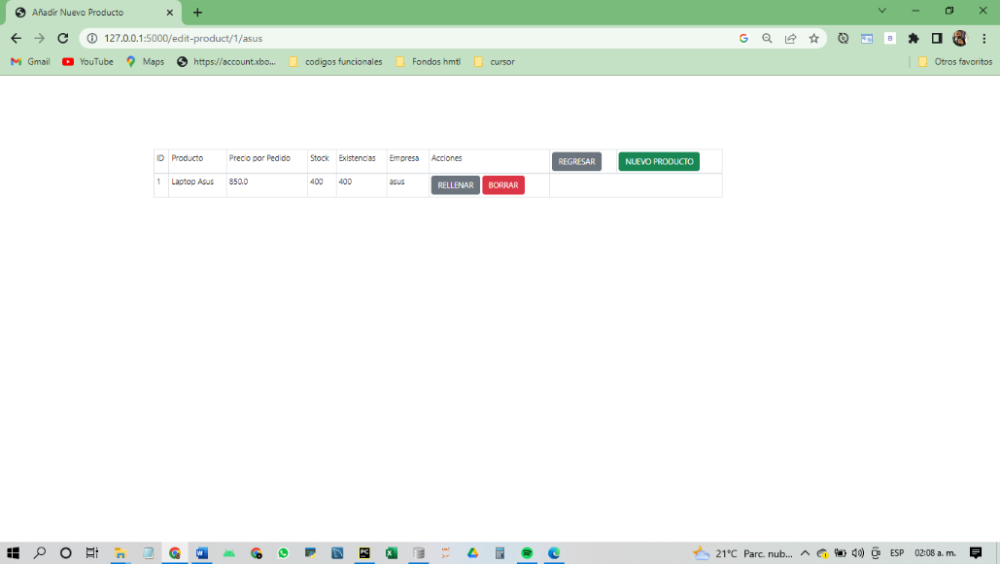 Añadir Nuevo Producto
127.0.0.1:5000/edit-product/1/asus
Gmail YouTube Maps https://account.xbo... codigos funcionales Fondos hmtl cursor Otros favoritos
ID Producto Precio por Pedido Stock Existencias Empresa Acciones REGRESAR NUEVO PRODUCTO
1 Laptop Asus 850.0 400 400 asus RELLENAR BORRAR
21°C Parc. nub... ESP 02:08 a. m.